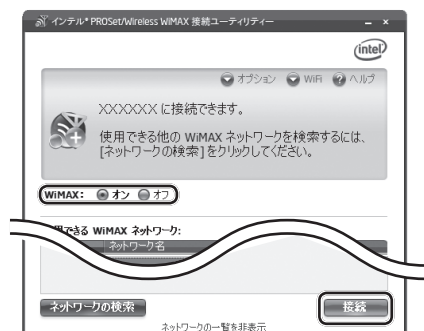 インテル® PROSet/Wireless WiMAX 接続ユーティリティー
intel
オプション WiFi ヘルプ
XXXXXX に接続できます。
使用できる他の WiMAX ネットワークを検索するには、
[ネットワークの検索]をクリックしてください。
WiMAX: オン オフ
用できる WiMAX ネットワーク:
ネットワーク名
ネットワークの検索 接続
ネットワークの一覧を非表示